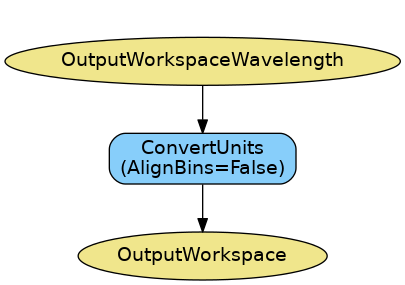 OutputWorkspaceWavelength
ConvertUnits
(AlignBins=False)
OutputWorkspace